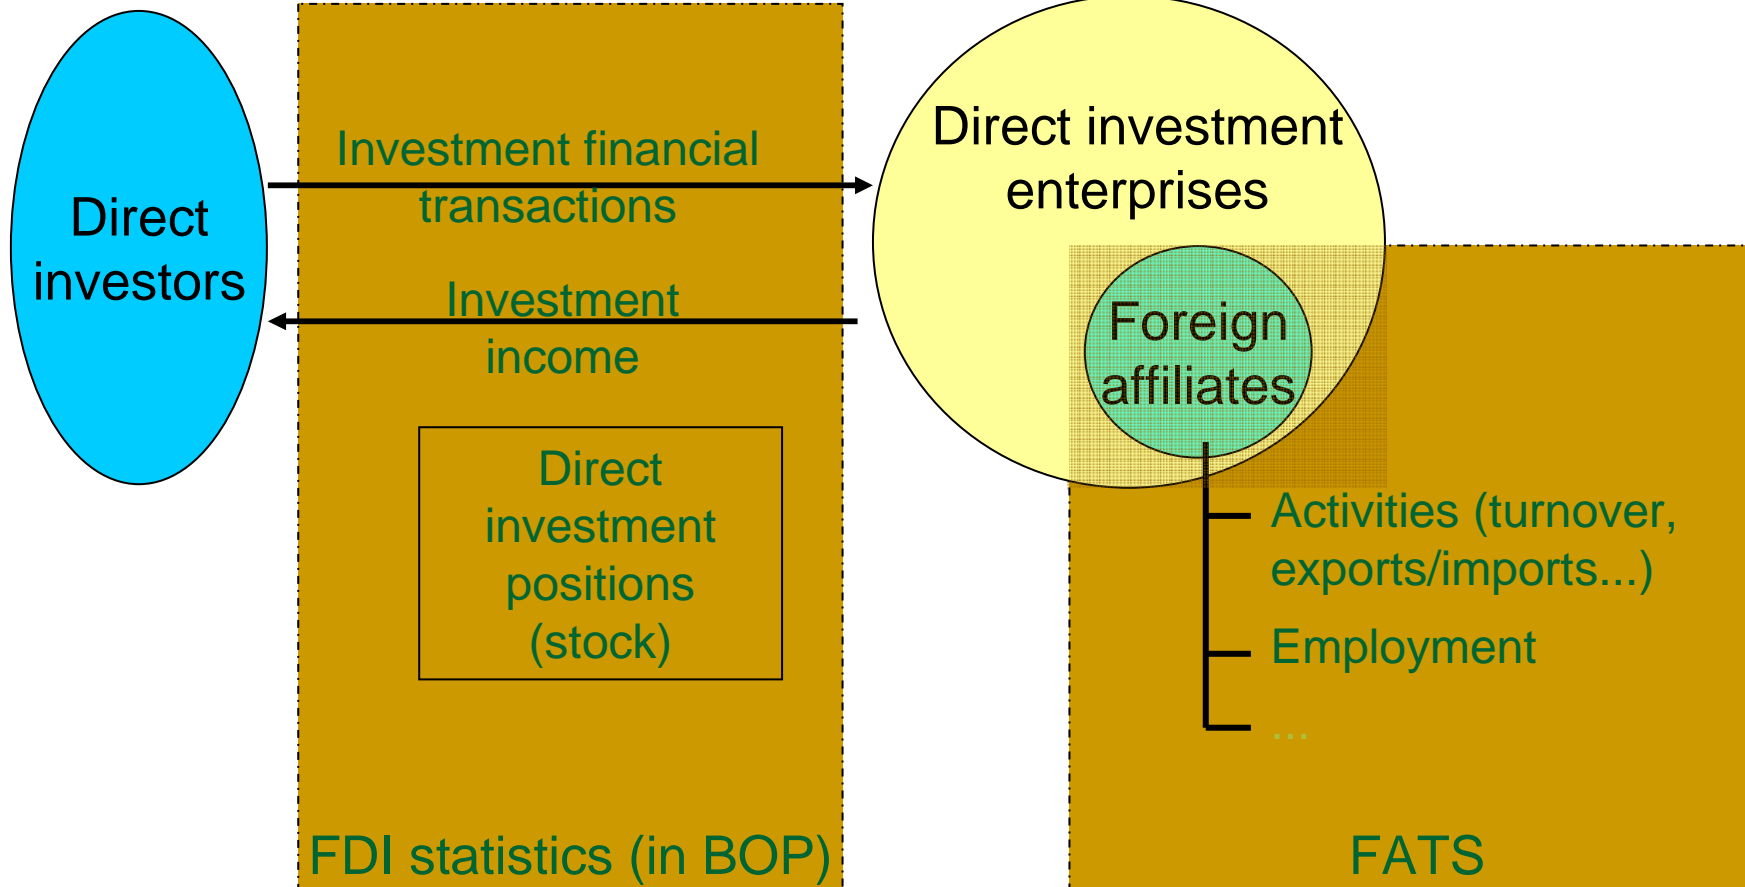 Direct
investors
Investment financial
transactions
Investment
income
Direct
investment
positions
(stock)
FDI statistics (in BOP)
Direct investment
enterprises
Foreign
affiliates
Activities (turnover,
exports/imports...)
Employment
...
FATS